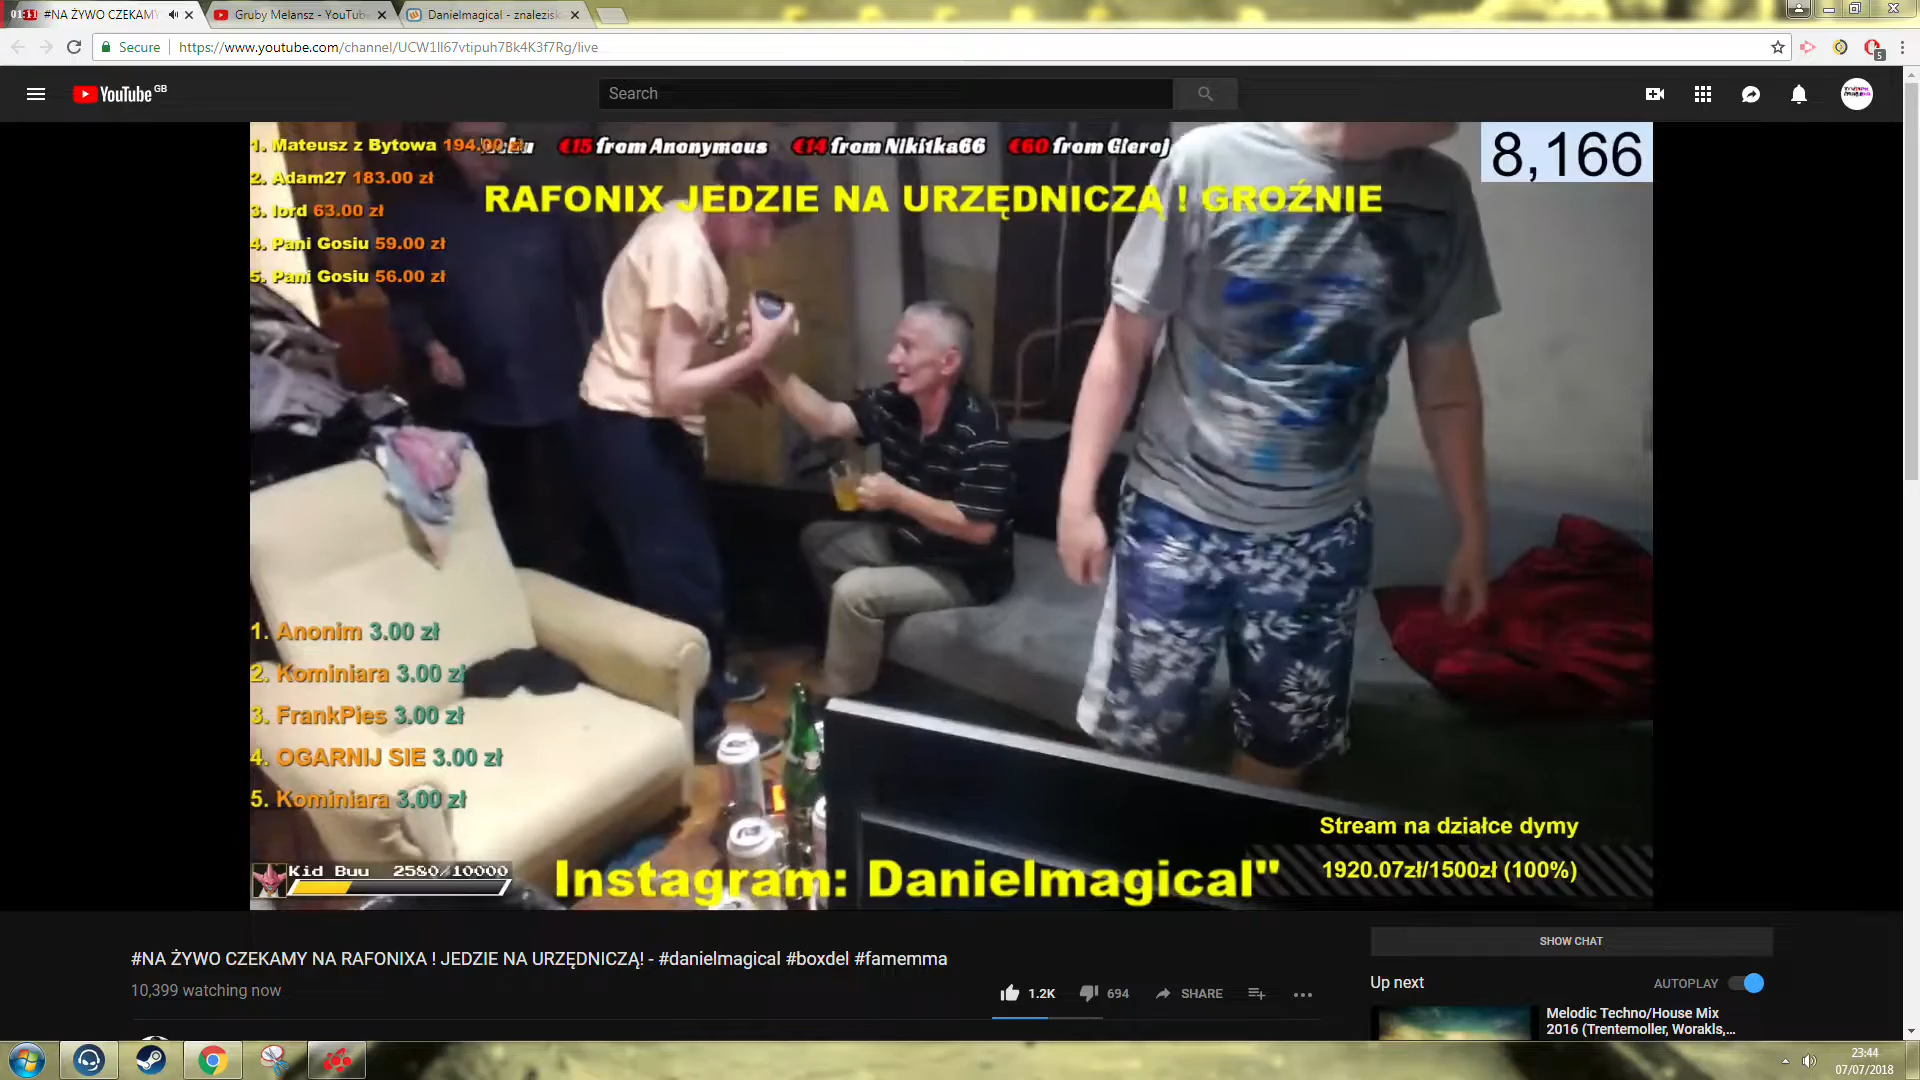 01:11 #NA ŻYWO CZEKAMY
Gruby Melansz - YouTube
Danielmagical - znalezisk
Secure https://www.youtube.com/channel/UCW1Il67vtipuh7Bk4K3f7Rg/live
5
YouTube GB
Search
€15 from Anonymous €14 from Nikitka66 €60 from Gleroj
8,166
1. Mateusz z Bytowa 194.00 zł
RAFONIX JEDZIE NA URZĘDNICZĄ ! GROŹNIE
2. Adam27 183.00 zł
3. lord 63.00 zł
4. Pani Gosiu 59.00 zł
5. Pani Gosiu 56.00 zł
1. Anonim 3.00 zł
2. Kominiara 3.00 zł
3. FrankPies 3.00 zł
4. OGARNIJ SIE 3.00 zł
5. Kominiara 3.00 zł
Stream na działce dymy
1920.07zł/1500zł (100%)
Kid Buu 2580/10000
Instagram: Danielmagical"
#NA ŻYWO CZEKAMY NA RAFONIXA ! JEDZIE NA URZĘDNICZĄ! - #danielmagical #boxdel #famemma
10,399 watching now
1.2K 694 SHARE
SHOW CHAT
Up next AUTOPLAY
Melodic Techno/House Mix
2016 (Trentemoller, Worakls,...
23:44
07/07/2018